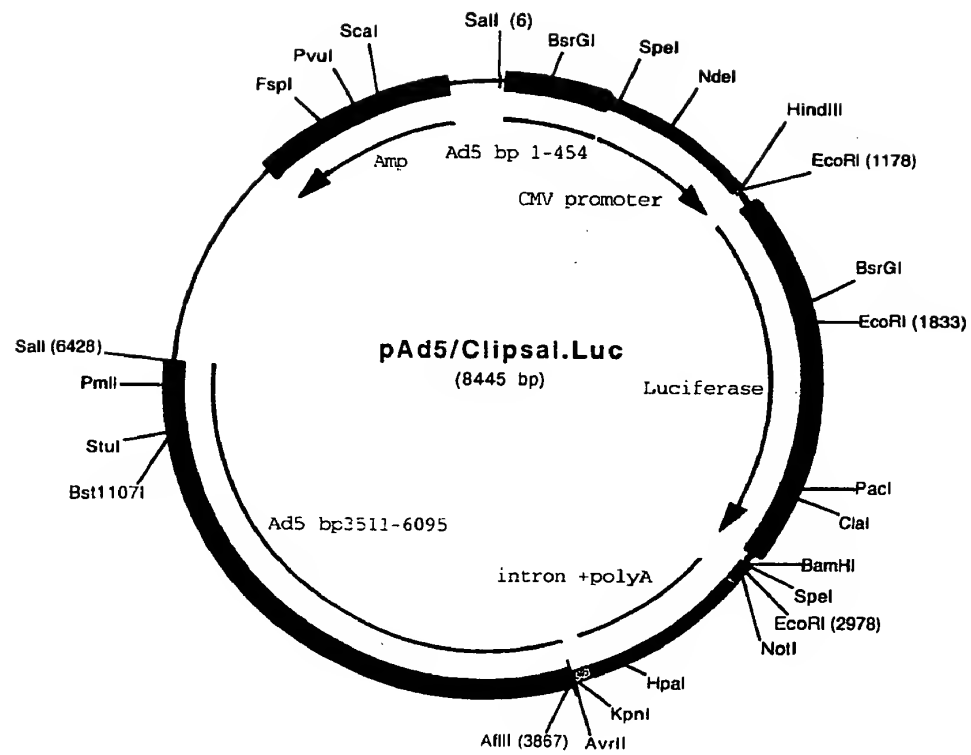 SalI (6)
BsrGI
SpeI
NdeI
HindIII
EcoRI (1178)
ScaI
PvuI
FspI
Amp
Ad5 bp 1-454
CMV promoter
BsrGI
EcoRI (1833)
pAd5/Clipsal.Luc
(8445 bp)
Luciferase
SalI (6428)
PmlI
StuI
Bst1107I
PacI
ClaI
Ad5 bp3511-6095
intron +polyA
BamHI
SpeI
EcoRI (2978)
NotI
HpaI
KpnI
AflII (3867)
AvrII